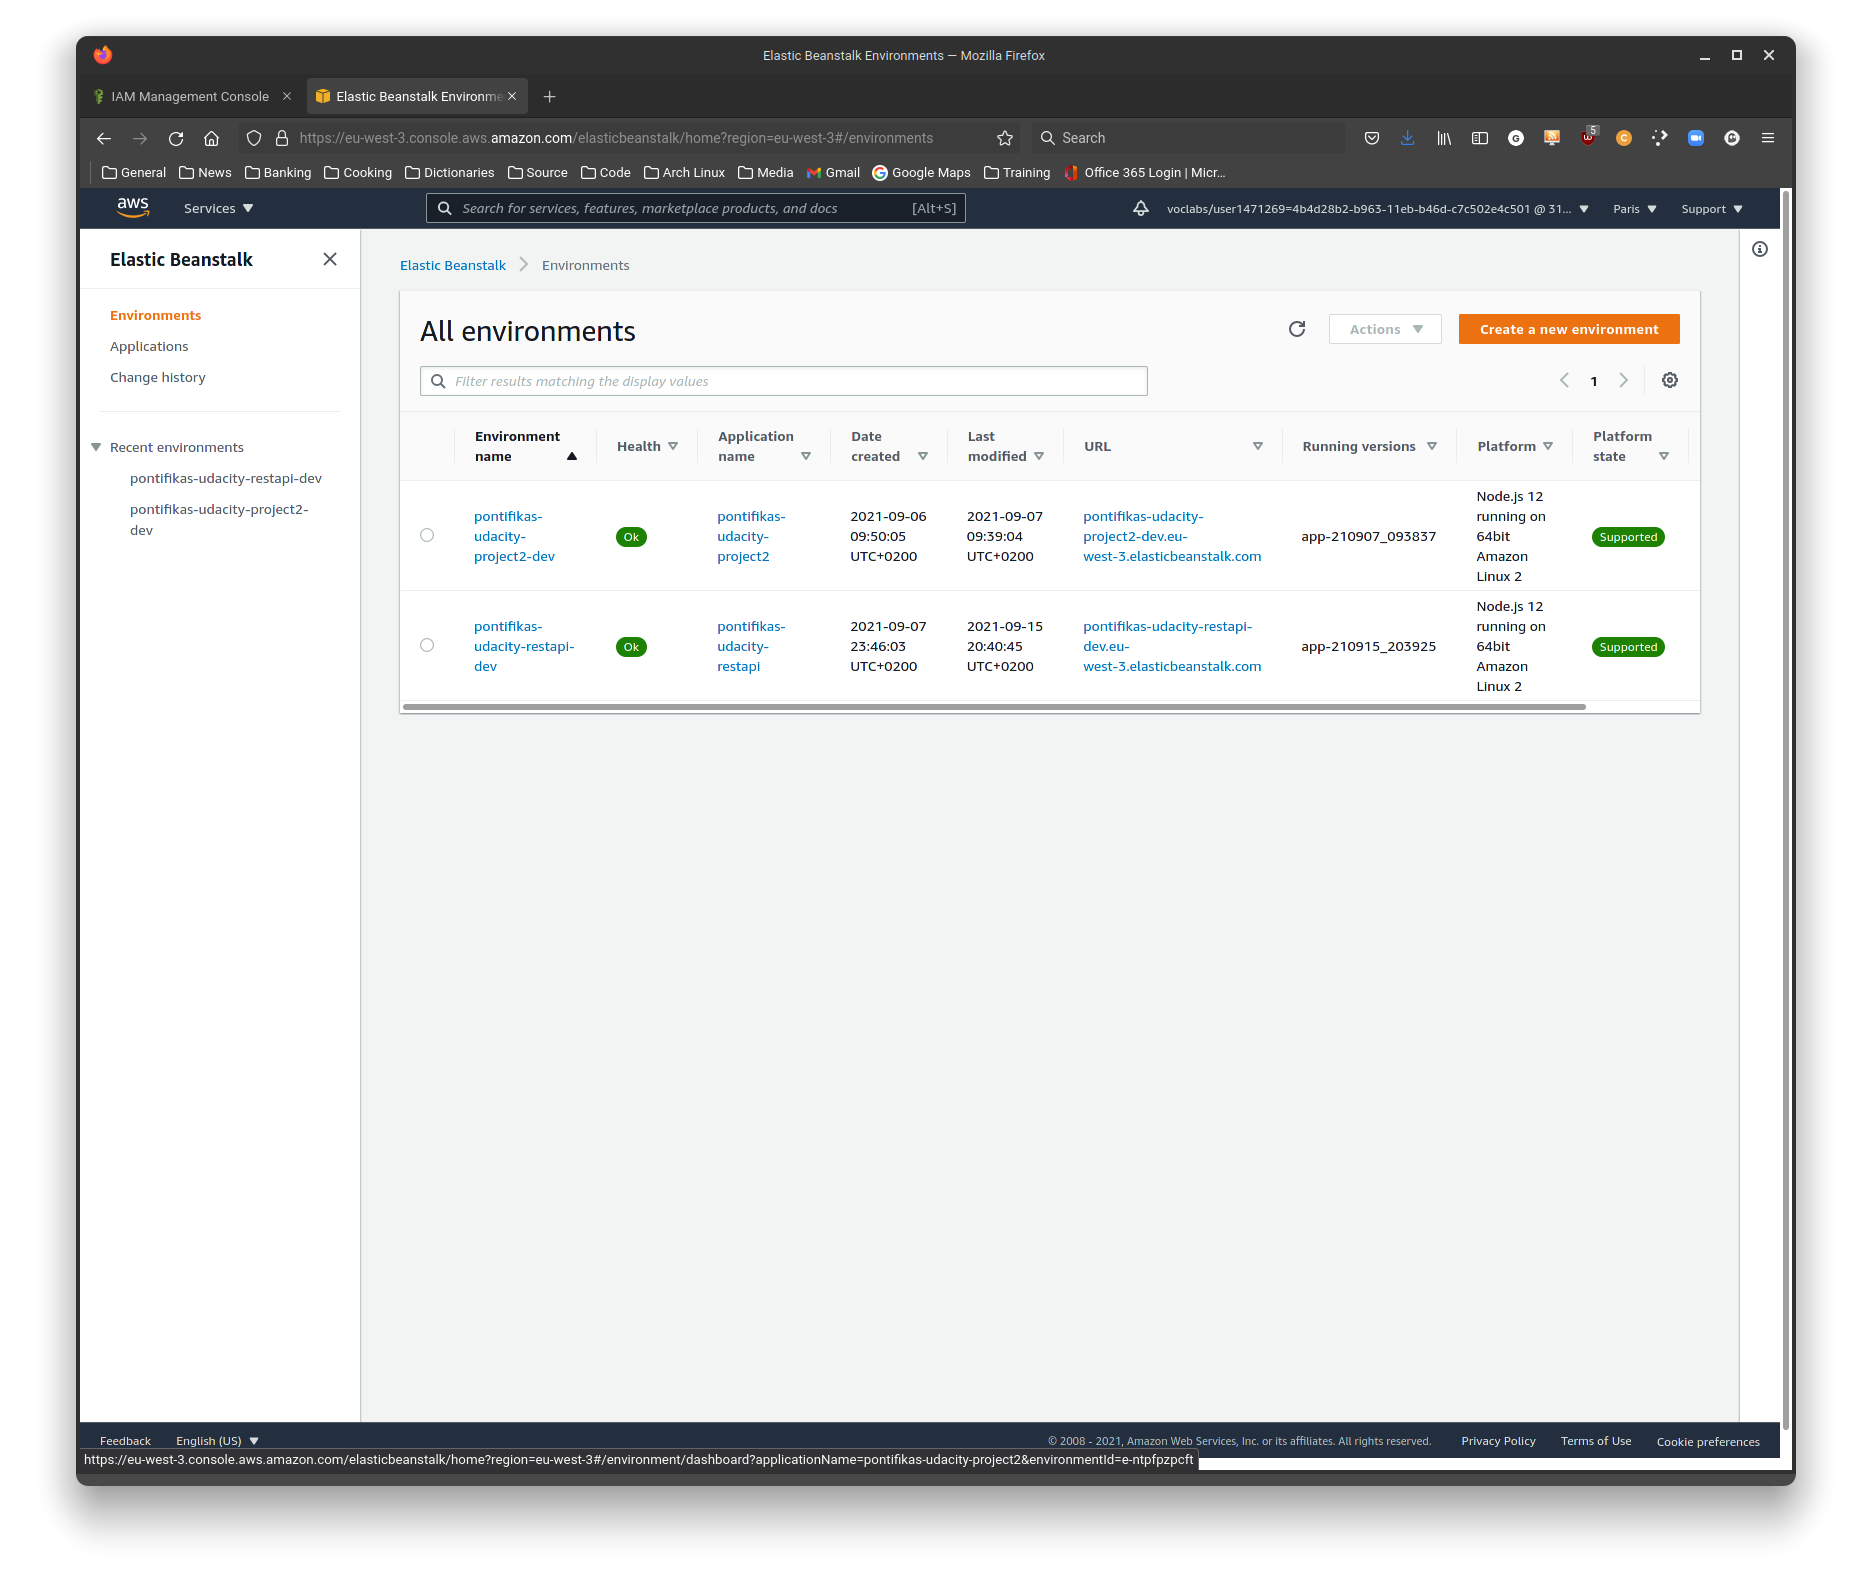 Elastic Beanstalk Environments — Mozilla Firefox
IAM Management Console
Elastic Beanstalk Environme
https://eu-west-3.console.aws.amazon.com/elasticbeanstalk/home?region=eu-west-3#/environments
Search
5
General News Banking Cooking Dictionaries Source Code Arch Linux Media Gmail Google Maps Training Office 365 Login | Micr...
aws
Services
Search for services, features, marketplace products, and docs [Alt+S]
voclabs/user1471269=4b4d28b2-b963-11eb-b46d-c7c502e4c501 @ 31...
Paris
Support
Elastic Beanstalk
Environments
Applications
Change history
Recent environments
pontifikas-udacity-restapi-dev
pontifikas-udacity-project2-
dev
Elastic Beanstalk > Environments
All environments
Actions
Create a new environment
Filter results matching the display values
1
Environment
name
Health
Application
name
Date
created
Last
modified
URL
Running versions
Platform
Platform
state
pontifikas-
udacity-
project2-dev
Ok
pontifikas-
udacity-
project2
2021-09-06
09:50:05
UTC+0200
2021-09-07
09:39:04
UTC+0200
pontifikas-udacity-
project2-dev.eu-
west-3.elasticbeanstalk.com
app-210907_093837
Node.js 12
running on
64bit
Amazon
Linux 2
Supported
pontifikas-
udacity-restapi-
dev
Ok
pontifikas-
udacity-
restapi
2021-09-07
23:46:03
UTC+0200
2021-09-15
20:40:45
UTC+0200
pontifikas-udacity-restapi-
dev.eu-
west-3.elasticbeanstalk.com
app-210915_203925
Node.js 12
running on
64bit
Amazon
Linux 2
Supported
Feedback
English (US)
© 2008 - 2021, Amazon Web Services, Inc. or its affiliates. All rights reserved.
Privacy Policy
Terms of Use
Cookie preferences
https://eu-west-3.console.aws.amazon.com/elasticbeanstalk/home?region=eu-west-3#/environment/dashboard?applicationName=pontifikas-udacity-project2&environmentId=e-ntpfpzpcft